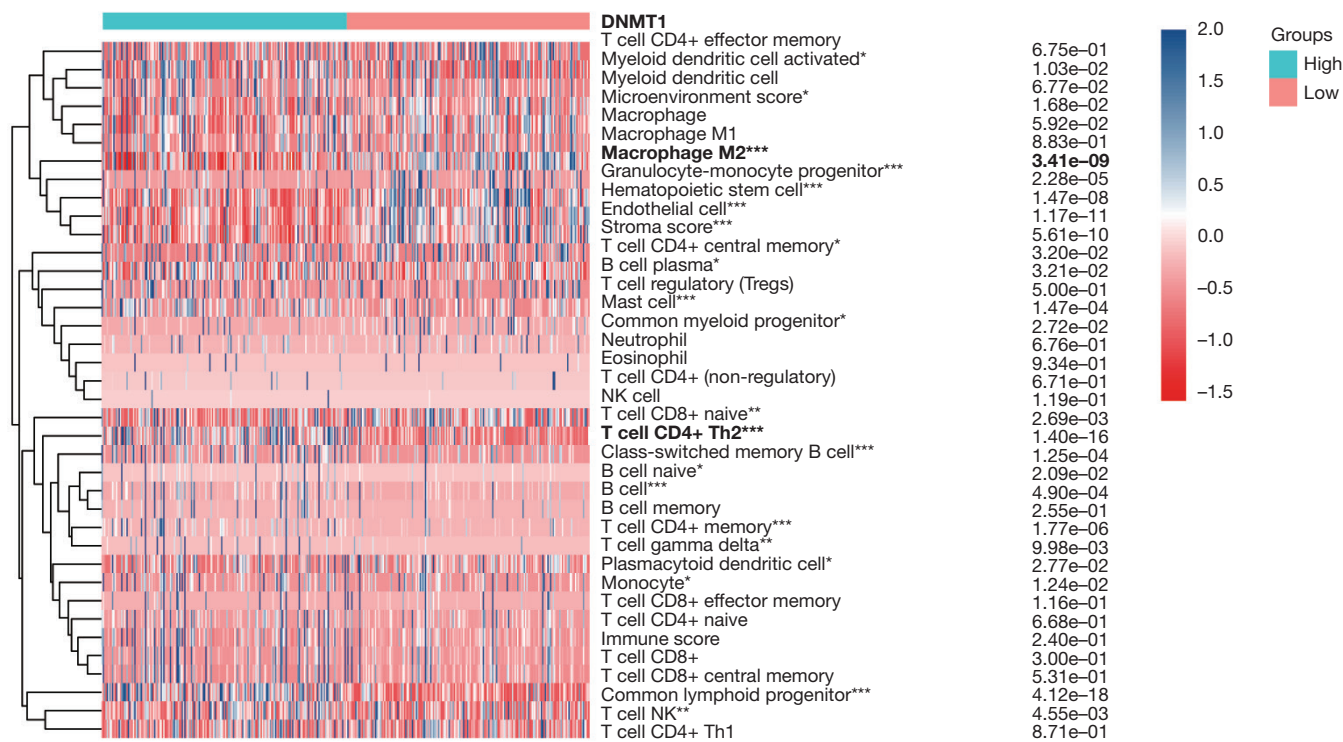 DNMT1
T cell CD4+ effector memory 6.75e−01
Myeloid dendritic cell activated* 1.03e−02
Myeloid dendritic cell 6.77e−02
Microenvironment score* 1.68e−02
Macrophage 5.92e−02
Macrophage M1 8.83e−01
Macrophage M2*** 3.41e−09
Granulocyte-monocyte progenitor*** 2.28e−05
Hematopoietic stem cell*** 1.47e−08
Endothelial cell*** 1.17e−11
Stroma score*** 5.61e−10
T cell CD4+ central memory* 3.20e−02
B cell plasma* 3.21e−02
T cell regulatory (Tregs) 5.00e−01
Mast cell*** 1.47e−04
Common myeloid progenitor* 2.72e−02
Neutrophil 6.76e−01
Eosinophil 9.34e−01
T cell CD4+ (non-regulatory) 6.71e−01
NK cell 1.19e−01
T cell CD8+ naive** 2.69e−03
T cell CD4+ Th2*** 1.40e−16
Class-switched memory B cell*** 1.25e−04
B cell naive* 2.09e−02
B cell*** 4.90e−04
B cell memory 2.55e−01
T cell CD4+ memory*** 1.77e−06
T cell gamma delta** 9.98e−03
Plasmacytoid dendritic cell* 2.77e−02
Monocyte* 1.24e−02
T cell CD8+ effector memory 1.16e−01
T cell CD4+ naive 6.68e−01
Immune score 2.40e−01
T cell CD8+ 3.00e−01
T cell CD8+ central memory 5.31e−01
Common lymphoid progenitor*** 4.12e−18
T cell NK** 4.55e−03
T cell CD4+ Th1 8.71e−01
2.0
1.5
1.0
0.5
0.0
−0.5
−1.0
−1.5
Groups
High
Low